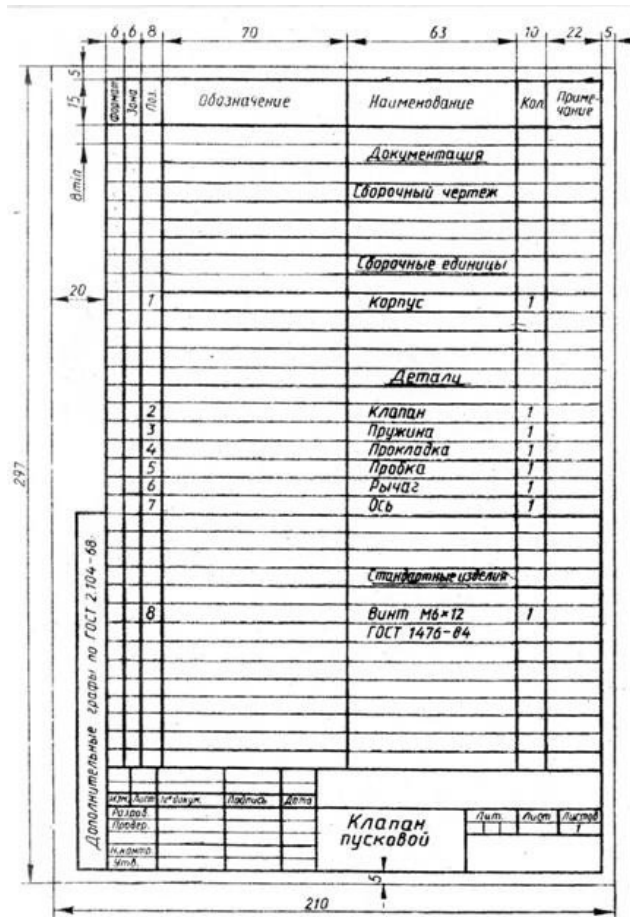 6 6 8 70 63 10 22 5
5
15
8min
20
297
Формат
Зона
Поз.
Обозначение
Наименование
Кол
Приме-
чание
Документация
Сборочный чертеж
Сборочные единицы
1 Корпус 1
Детали
2 Клапан 1
3 Пружина 1
4 Прокладка 1
5 Пробка 1
6 Рычаг 1
7 Ось 1
Стандартные изделия
8 Винт М6×12 1
ГОСТ 1476-84
Дополнительные графы по ГОСТ 2.104-68.
Изм. Лист № докум. Подпись Дата
Разраб.
Провер.
Н.контр.
Утв.
Клапан
пусковой
Лит. Лист Листов
1
5
210